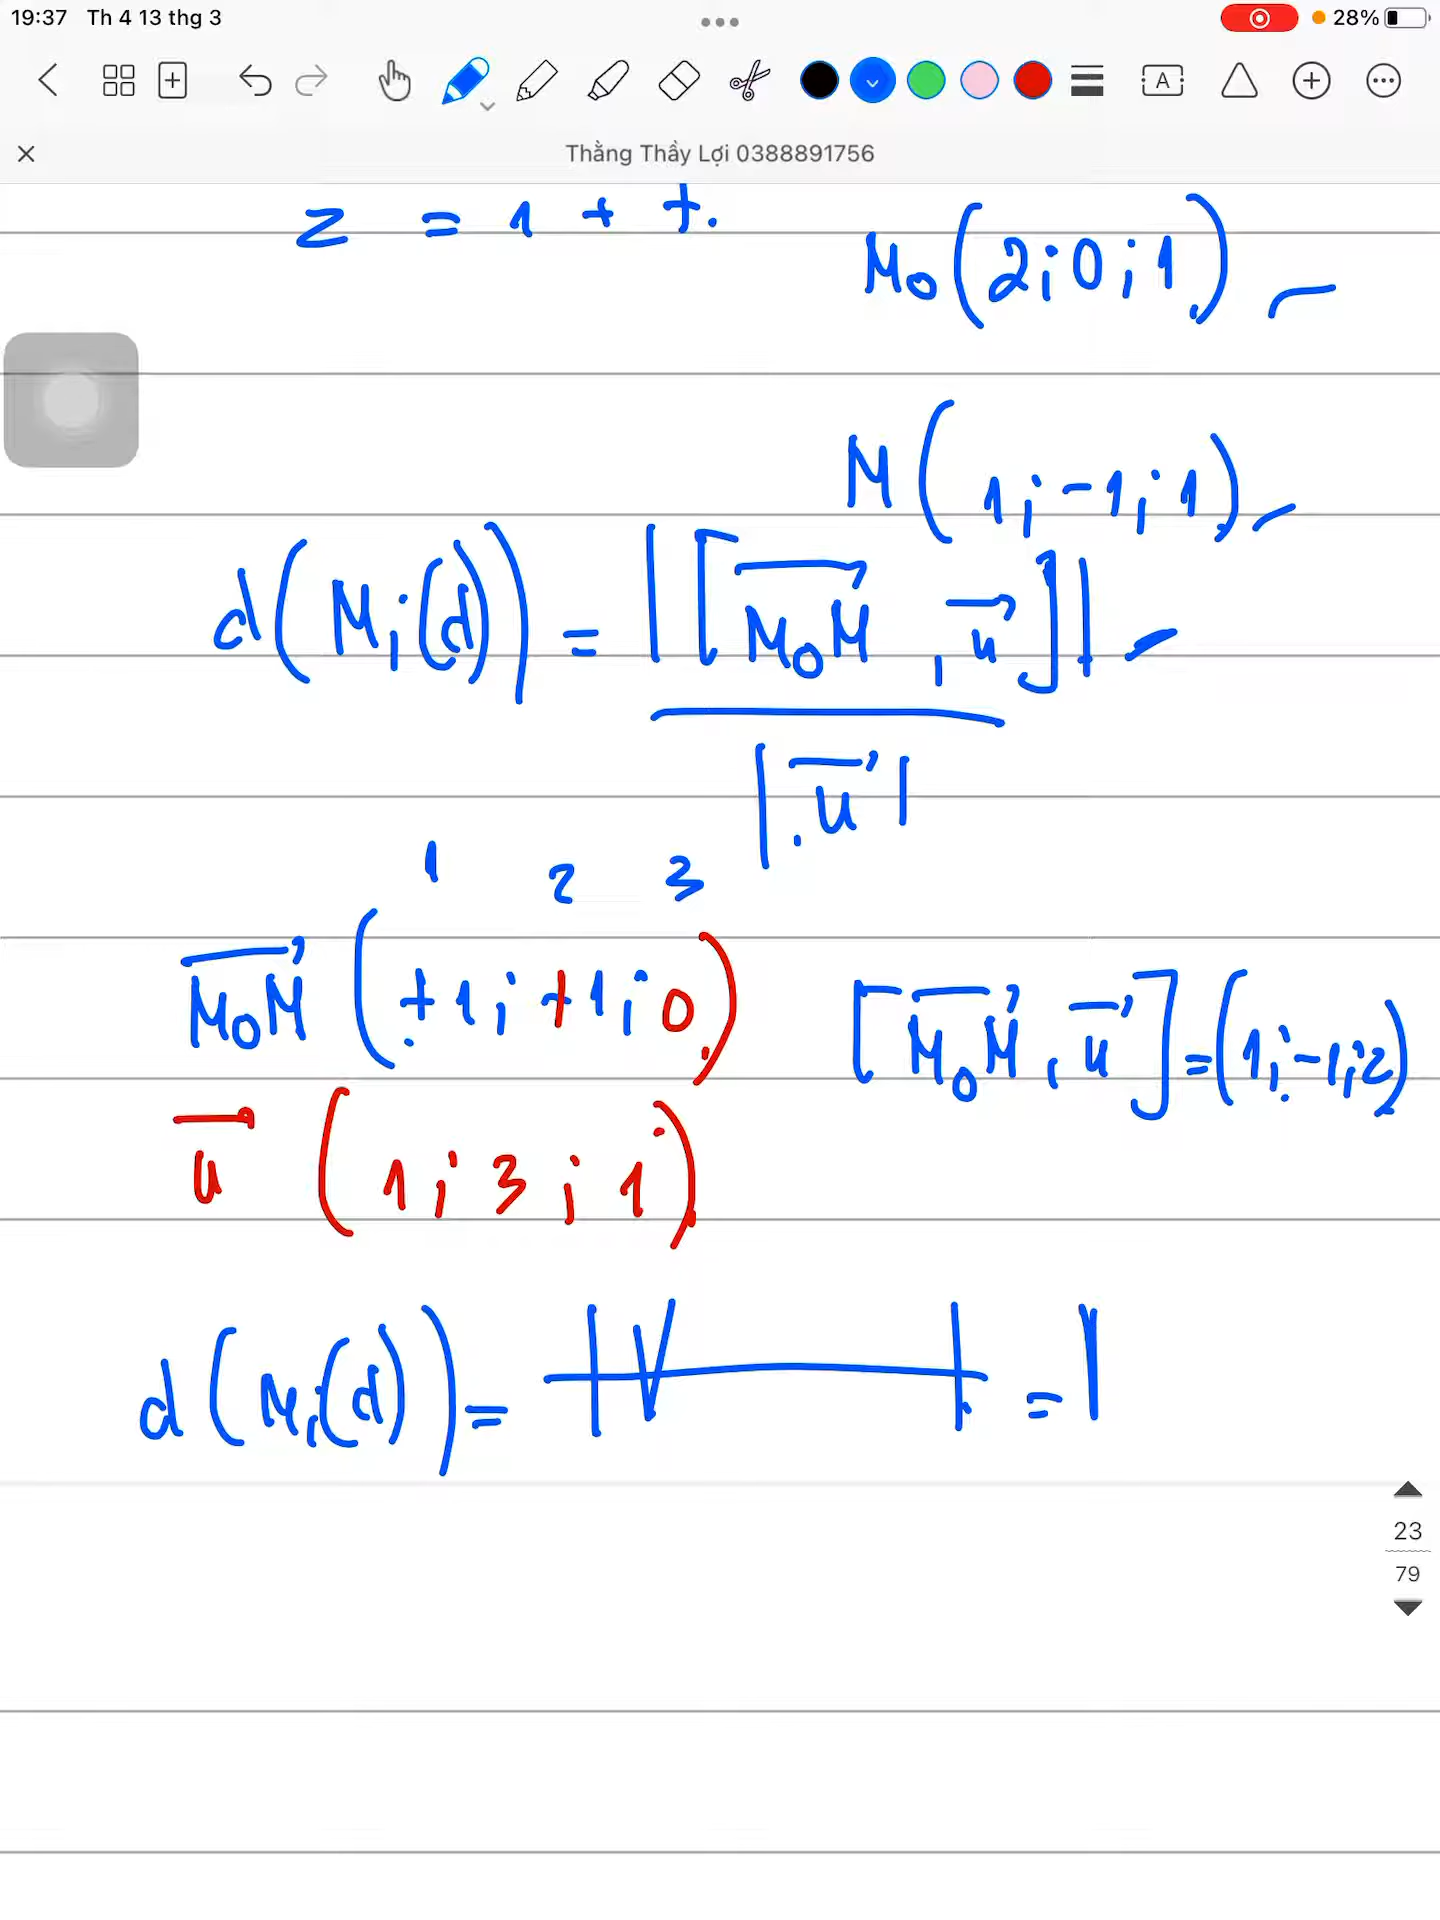 19:37 Th 4 13 thg 3
28%
A
Thằng Thầy Lợi 0388891756
z = 1 + t.
M₀(2;0;1)
M(1;-1;1)
d(M;(d)) = |[M₀M⃗, u⃗]|
|u⃗|
1 2 3
M₀M⃗ (+1; +1; 0)
[M₀M⃗, u⃗] = (1;-1;2)
u⃗ (1; 3; 1)
d(M;(d)) = =
23
79